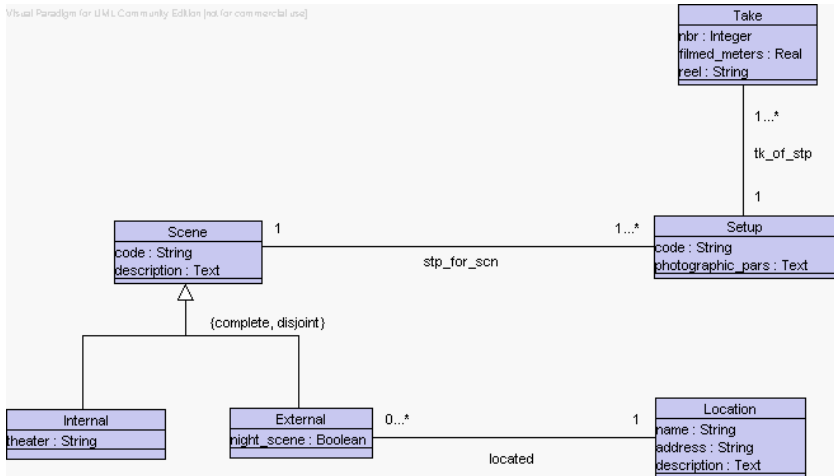 Visual Paradigm for UML Community Edition [not for commercial use]
Take
nbr : Integer
filmed_meters : Real
reel : String
1...*
tk_of_stp
1
Scene
code : String
description : Text
1
1...*
stp_for_scn
Setup
code : String
photographic_pars : Text
{complete, disjoint}
Internal
theater : String
External
night_scene : Boolean
0...*
1
located
Location
name : String
address : String
description : Text